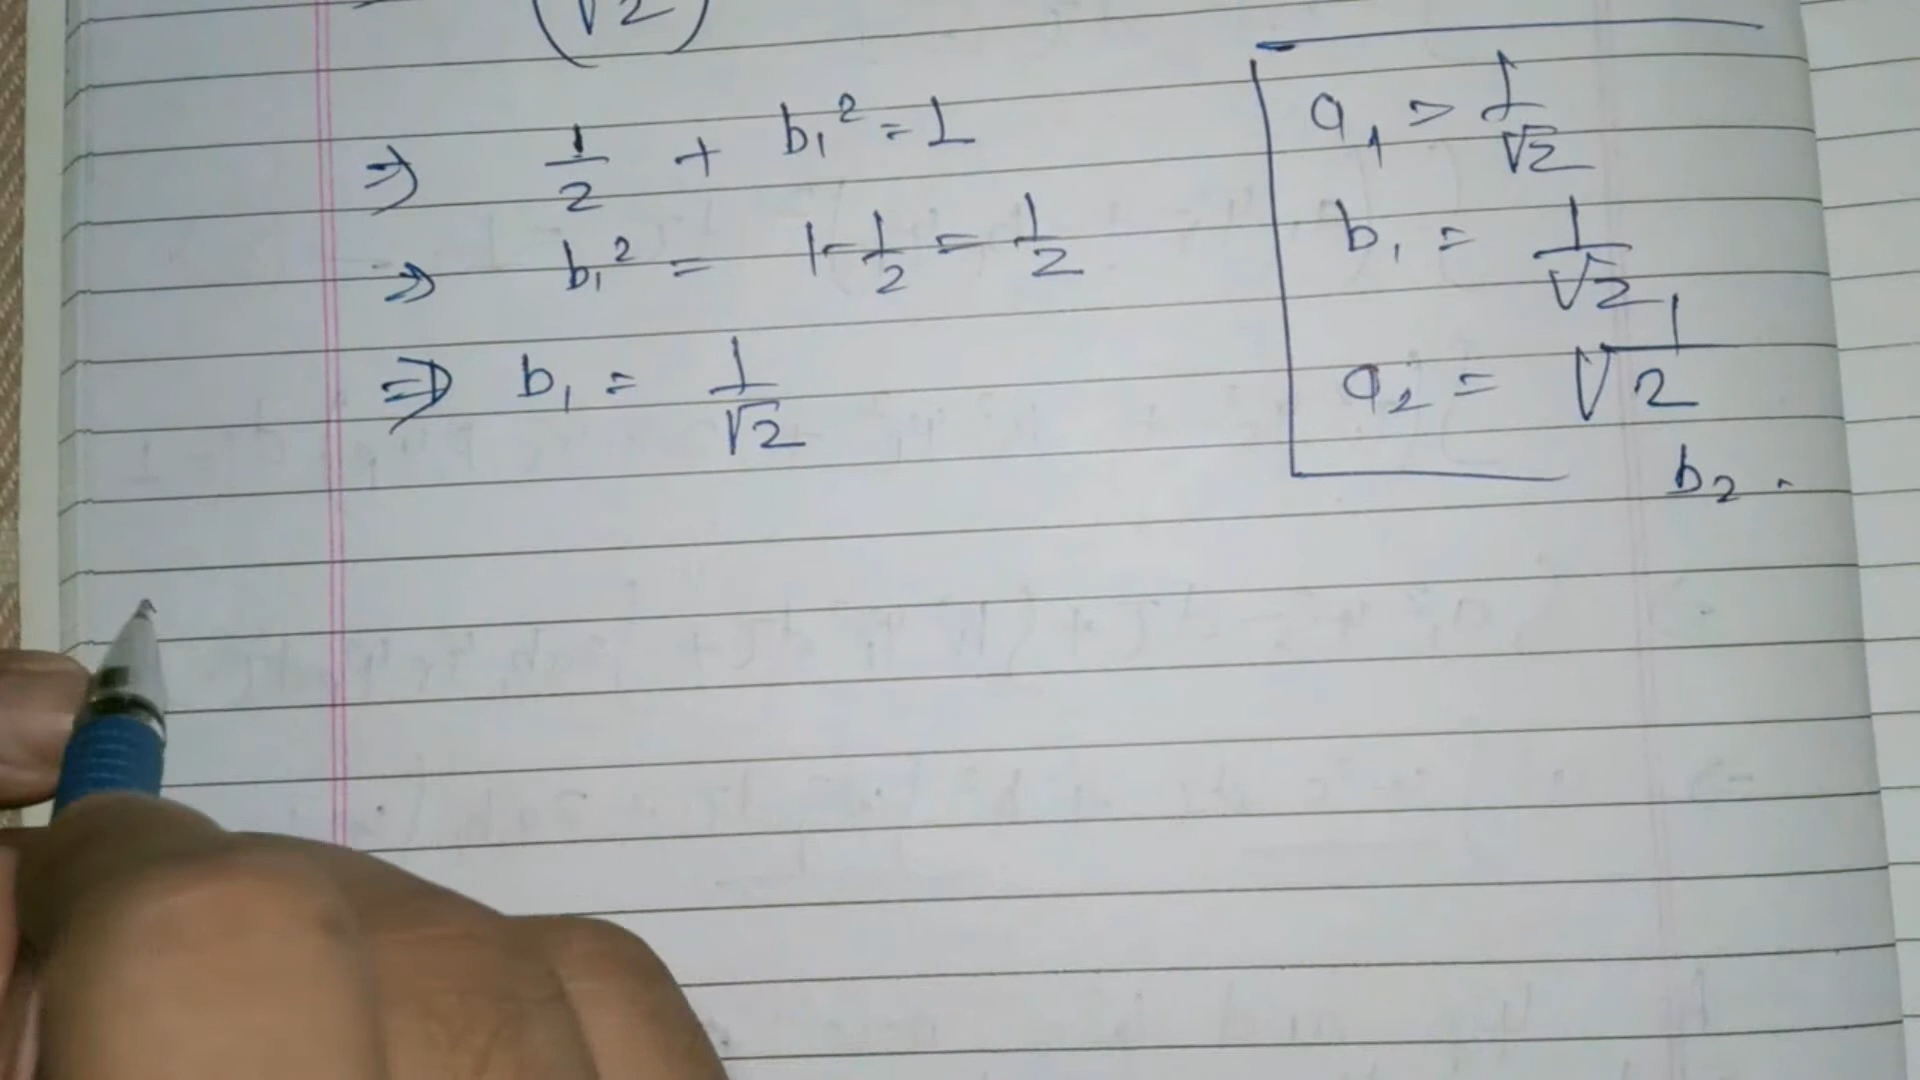 √2)
⇒ 1/2 + b₁² = 1
⇒ b₁² = 1 - 1/2 = 1/2
⇒ b₁ = 1/√2
a₁ = 1/√2
b₁ = 1/√2
a₂ = 1/√2
b₂